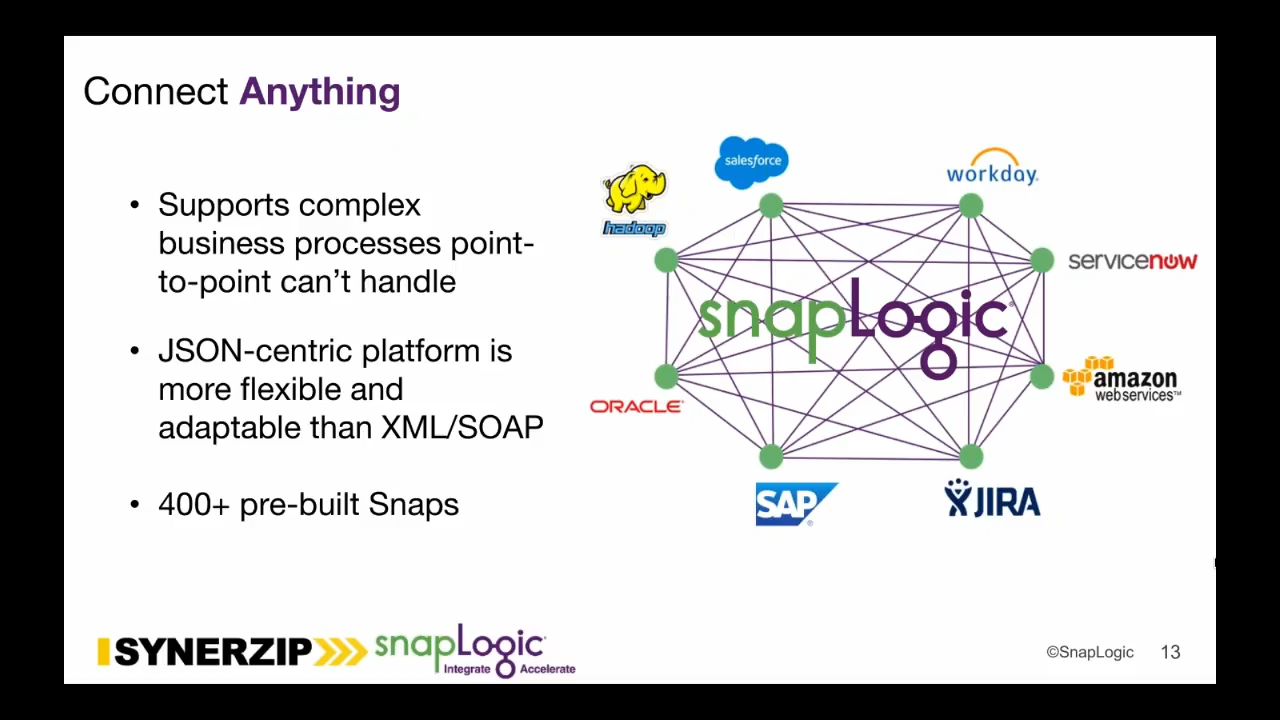 Connect Anything
• Supports complex
business processes point-
to-point can't handle
• JSON-centric platform is
more flexible and
adaptable than XML/SOAP
• 400+ pre-built Snaps
hadoop
salesforce
workday.
servicenow
snapLogic
ORACLE
amazon
webservices™
SAP
JIRA
SYNERZIP
snapLogic
Integrate Accelerate
©SnapLogic 13